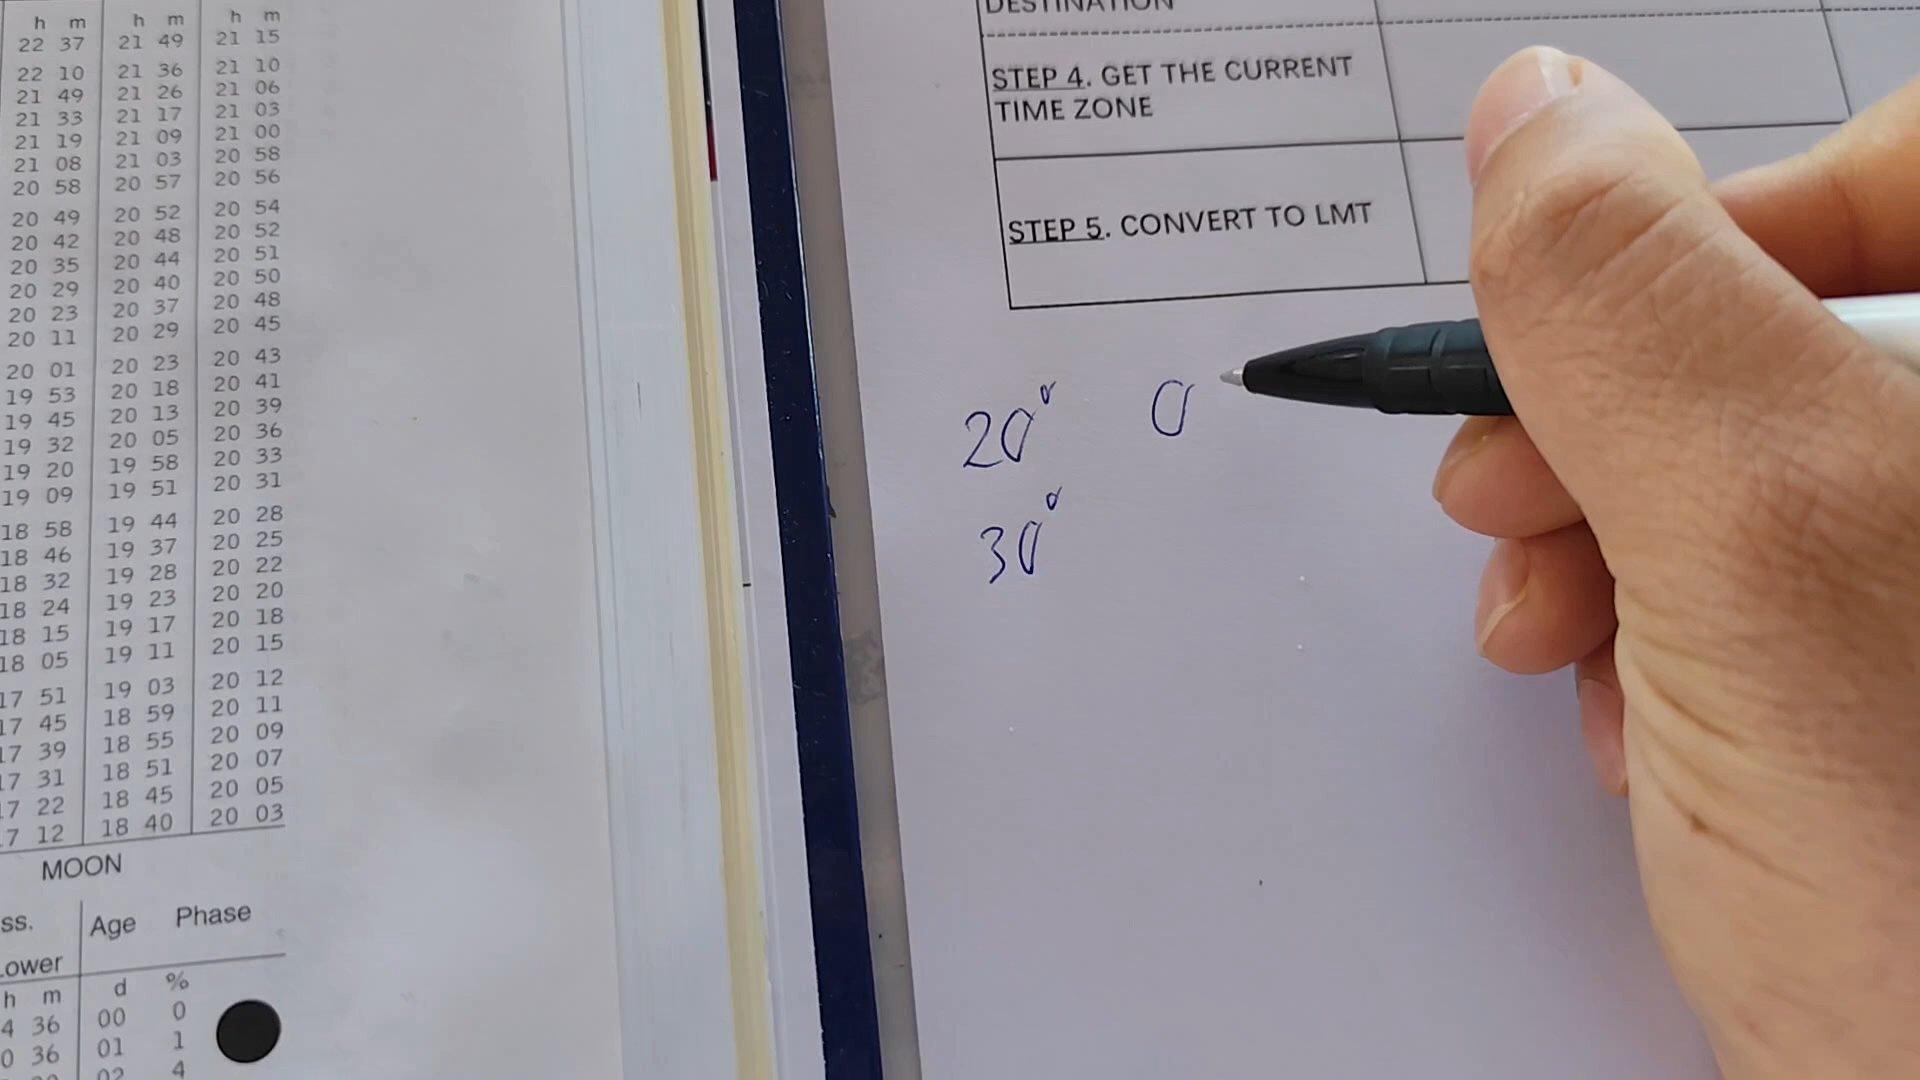 h m h m h m
22 37 21 49 21 15
22 10 21 36 21 10
21 49 21 26 21 06
21 33 21 17 21 03
21 19 21 09 21 00
21 08 21 03 20 58
20 58 20 57 20 56
20 49 20 52 20 54
20 42 20 48 20 52
20 35 20 44 20 51
20 29 20 40 20 50
20 23 20 37 20 48
20 11 20 29 20 45
20 01 20 23 20 43
19 53 20 18 20 41
19 45 20 13 20 39
19 32 20 05 20 36
19 20 19 58 20 33
19 09 19 51 20 31
18 58 19 44 20 28
18 46 19 37 20 25
18 32 19 28 20 22
18 24 19 23 20 20
18 15 19 17 20 18
18 05 19 11 20 15
17 51 19 03 20 12
17 45 18 59 20 11
17 39 18 55 20 09
17 31 18 51 20 07
17 22 18 45 20 05
17 12 18 40 20 03
MOON
ss. Age Phase
Lower
h m d %
4 36 00 0
0 36 01 1
02 4
DESTINATION
STEP 4. GET THE CURRENT
TIME ZONE
STEP 5. CONVERT TO LMT
20° 0
30°